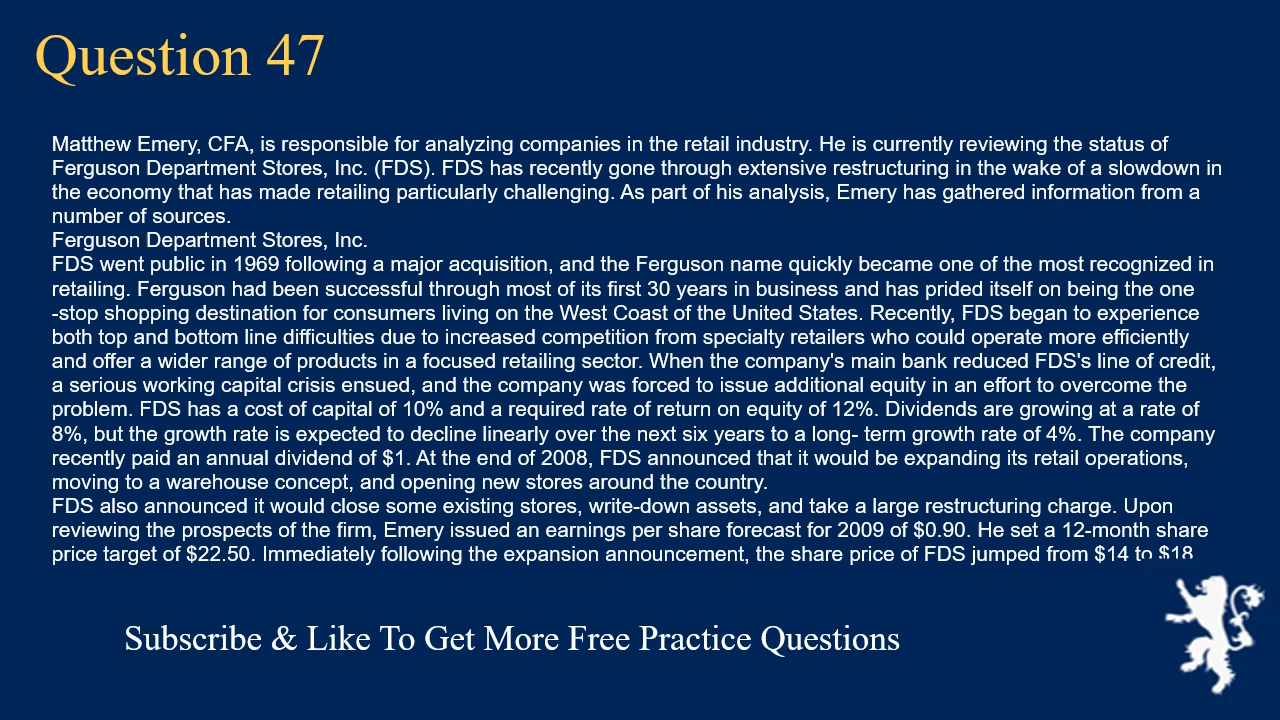 Question 47
Matthew Emery, CFA, is responsible for analyzing companies in the retail industry. He is currently reviewing the status of
Ferguson Department Stores, Inc. (FDS). FDS has recently gone through extensive restructuring in the wake of a slowdown in
the economy that has made retailing particularly challenging. As part of his analysis, Emery has gathered information from a
number of sources.
Ferguson Department Stores, Inc.
FDS went public in 1969 following a major acquisition, and the Ferguson name quickly became one of the most recognized in
retailing. Ferguson had been successful through most of its first 30 years in business and has prided itself on being the one
-stop shopping destination for consumers living on the West Coast of the United States. Recently, FDS began to experience
both top and bottom line difficulties due to increased competition from specialty retailers who could operate more efficiently
and offer a wider range of products in a focused retailing sector. When the company's main bank reduced FDS's line of credit,
a serious working capital crisis ensued, and the company was forced to issue additional equity in an effort to overcome the
problem. FDS has a cost of capital of 10% and a required rate of return on equity of 12%. Dividends are growing at a rate of
8%, but the growth rate is expected to decline linearly over the next six years to a long- term growth rate of 4%. The company
recently paid an annual dividend of $1. At the end of 2008, FDS announced that it would be expanding its retail operations,
moving to a warehouse concept, and opening new stores around the country.
FDS also announced it would close some existing stores, write-down assets, and take a large restructuring charge. Upon
reviewing the prospects of the firm, Emery issued an earnings per share forecast for 2009 of $0.90. He set a 12-month share
price target of $22.50. Immediately following the expansion announcement, the share price of FDS jumped from $14 to $18
Subscribe & Like To Get More Free Practice Questions